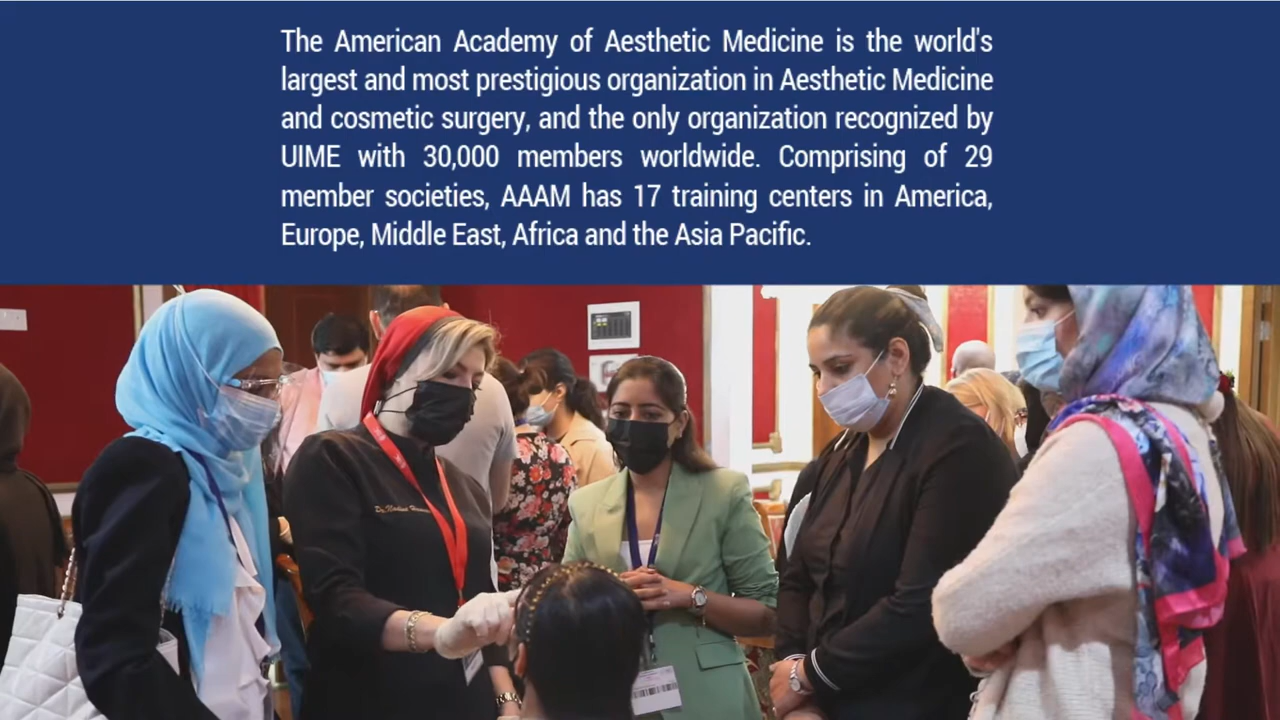 The American Academy of Aesthetic Medicine is the world's
largest and most prestigious organization in Aesthetic Medicine
and cosmetic surgery, and the only organization recognized by
UIME with 30,000 members worldwide. Comprising of 29
member societies, AAAM has 17 training centers in America,
Europe, Middle East, Africa and the Asia Pacific.